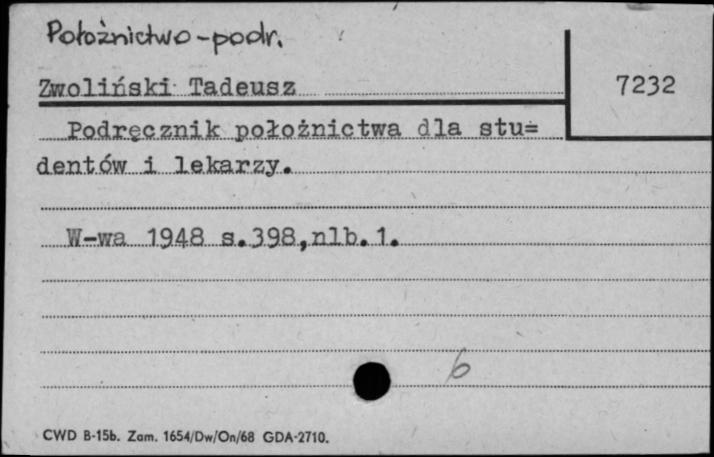 Położnictwo-podr.
Zwoliński Tadeusz
7232
Podręcznik położnictwa dla stu=
dentów i lekarzy.
W-wa 1948 s.398,nlb.1.
6
CWD B-15b. Zam. 1654/Dw/On/68 GDA-2710.